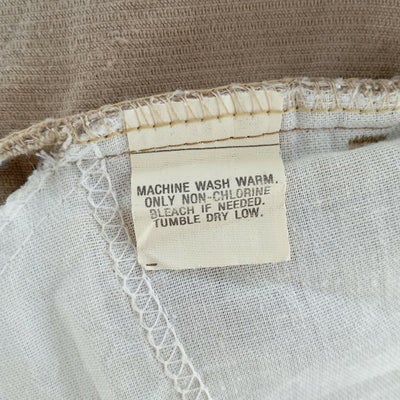 MACHINE WASH WARM.
ONLY NON-CHLORINE
BLEACH IF NEEDED.
TUMBLE DRY LOW.